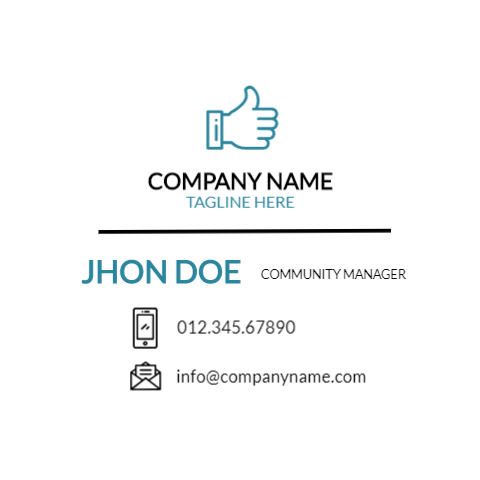 COMPANY NAME
TAGLINE HERE
JHON DOE COMMUNITY MANAGER
012.345.67890
info@companyname.com